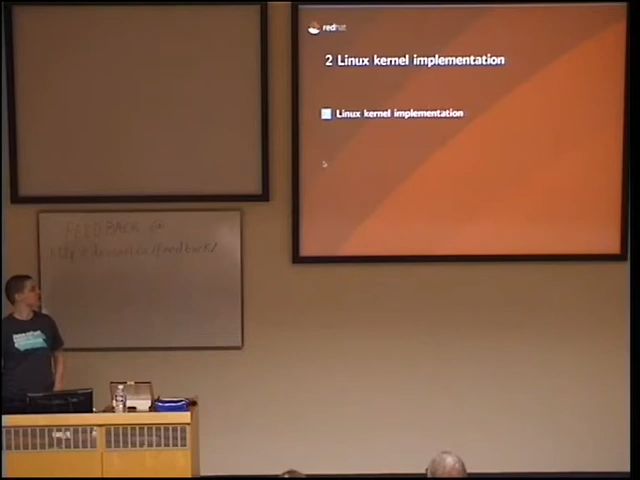 redhat
2 Linux kernel implementation
Linux kernel implementation
FEEDBACK @